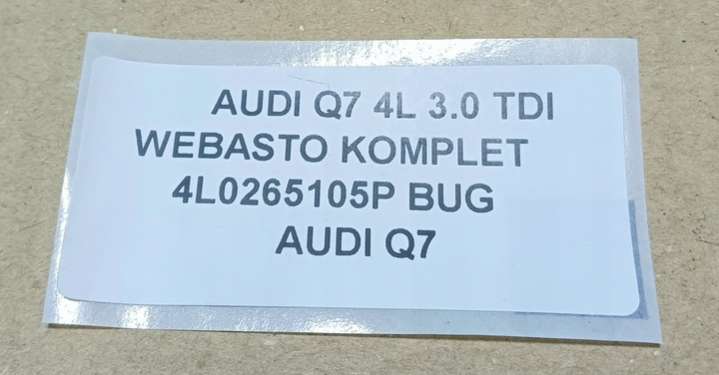 AUDI Q7 4L 3.0 TDI
WEBASTO KOMPLET
4L0265105P BUG
AUDI Q7